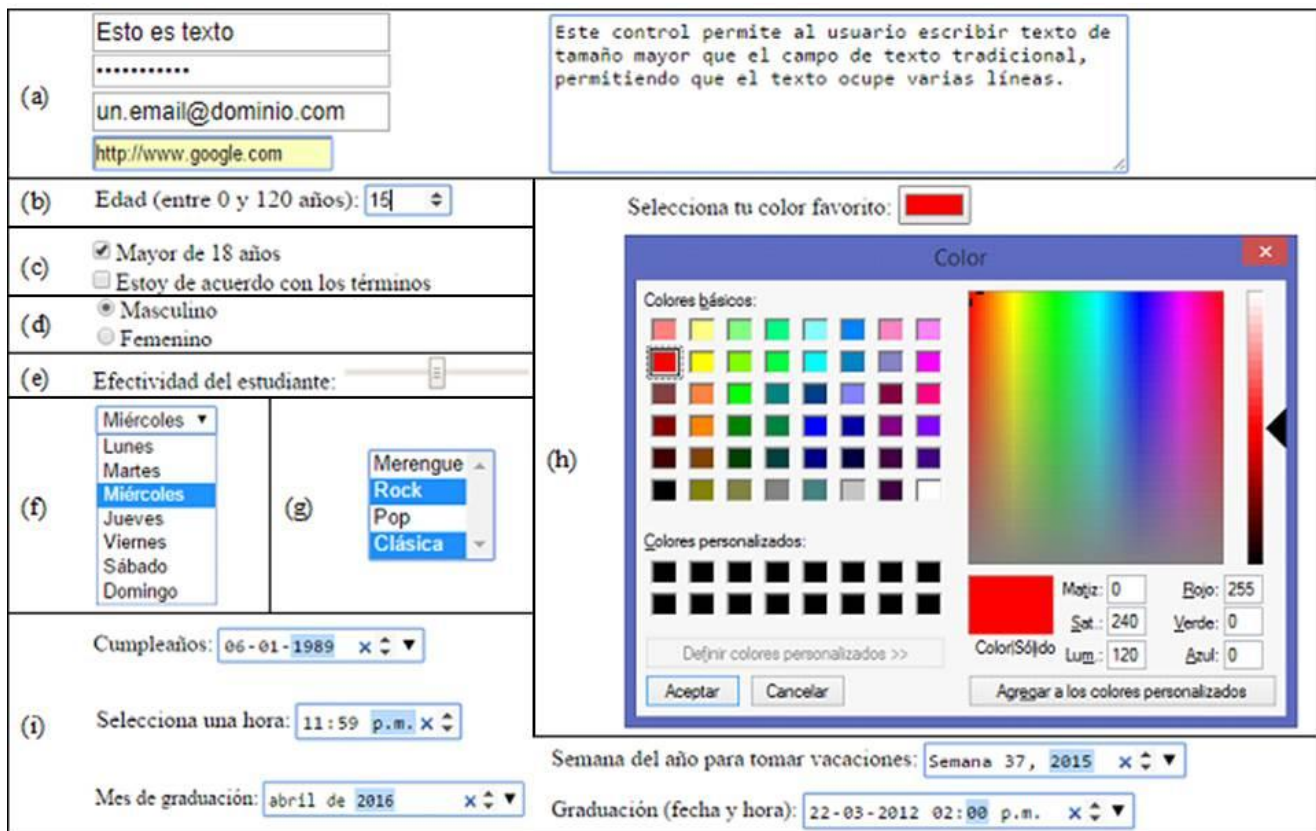 (a)
Esto es texto
•••••••••••
un.email@dominio.com
http://www.google.com
Este control permite al usuario escribir texto de
tamaño mayor que el campo de texto tradicional,
permitiendo que el texto ocupe varias líneas.
(b) Edad (entre 0 y 120 años): 15
(c)
Mayor de 18 años
Estoy de acuerdo con los términos
(d)
Masculino
Femenino
(e) Efectividad del estudiante:
(f)
Miércoles ▼
Lunes
Martes
Miércoles
Jueves
Viernes
Sábado
Domingo
(g)
Merengue
Rock
Pop
Clásica
(h)
Selecciona tu color favorito:
Color
Colores básicos:
Colores personalizados:
Definir colores personalizados >>
Aceptar Cancelar
Color|Sólido
Matiz: 0 Rojo: 255
Sat.: 240 Verde: 0
Lum.: 120 Azul: 0
Agregar a los colores personalizados
(i)
Cumpleaños: 06-01-1989
Selecciona una hora: 11:59 p.m.
Mes de graduación: abril de 2016
Semana del año para tomar vacaciones: Semana 37, 2015
Graduación (fecha y hora): 22-03-2012 02:00 p.m.